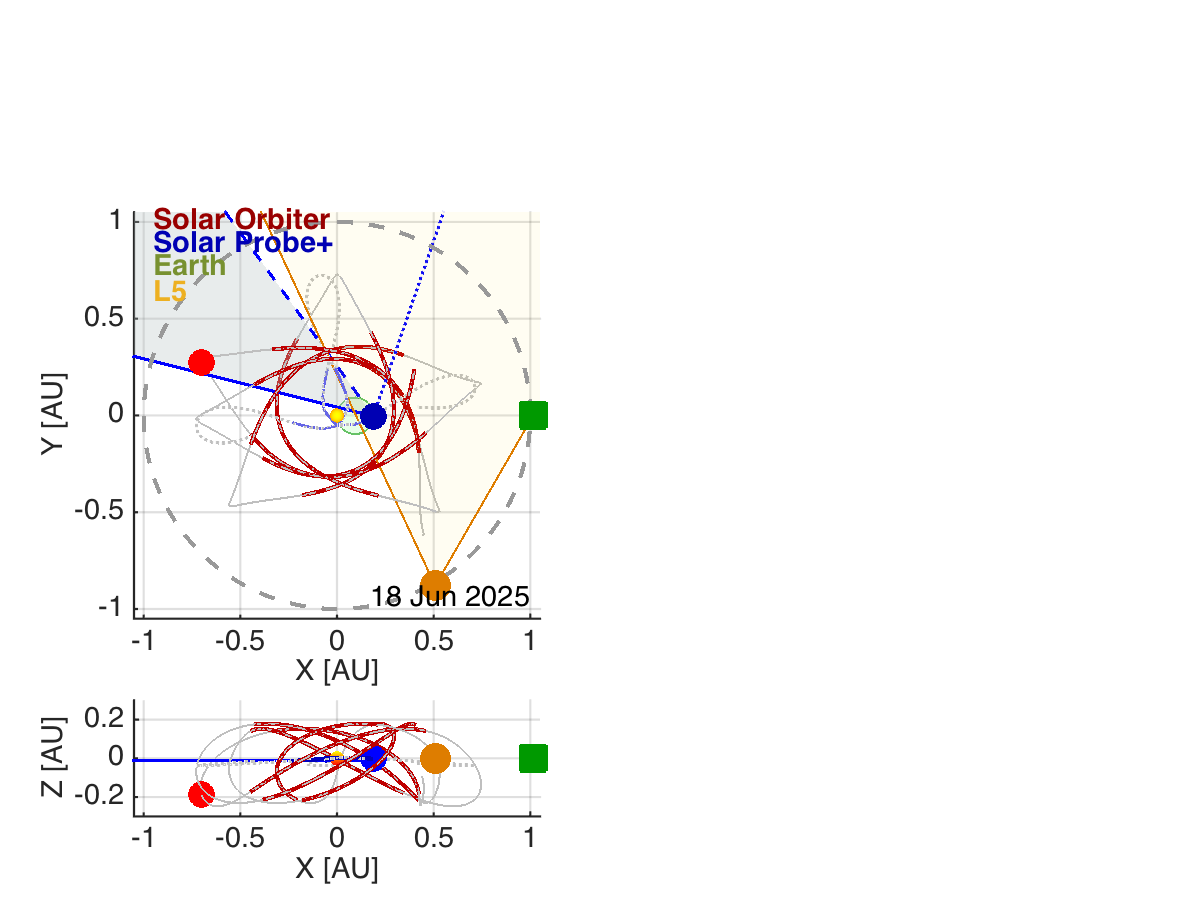 1
Solar Orbiter
Solar Probe+
Earth
L5
0.5
0
-0.5
-1
Y [AU]
18 Jun 2025
-1 -0.5 0 0.5 1
X [AU]
0.2
0
-0.2
Z [AU]
-1 -0.5 0 0.5 1
X [AU]